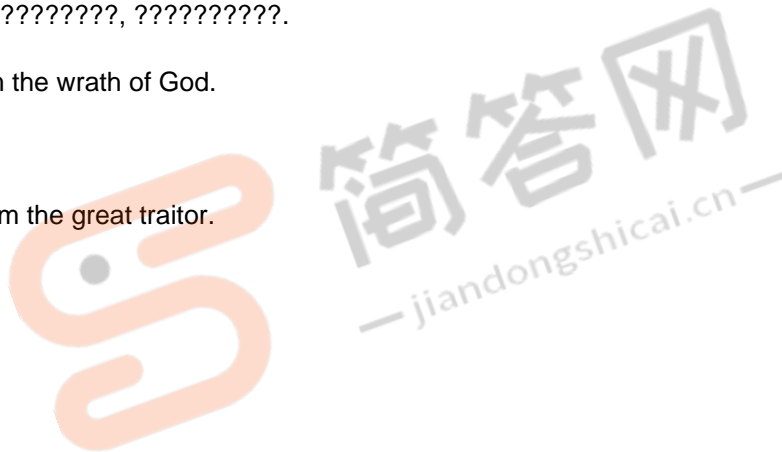 ????????, ??????????.
the wrath of God.
the great traitor.
简答网
jiandongshicai.cn